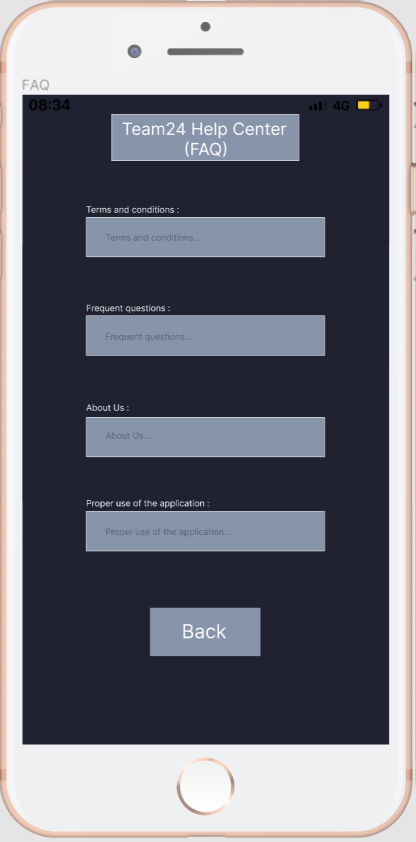 FAQ
08:34 4G
Team24 Help Center
(FAQ)
Terms and conditions :
Terms and conditions...
Frequent questions :
Frequent questions...
About Us :
About Us...
Proper use of the application :
Proper use of the application...
Back